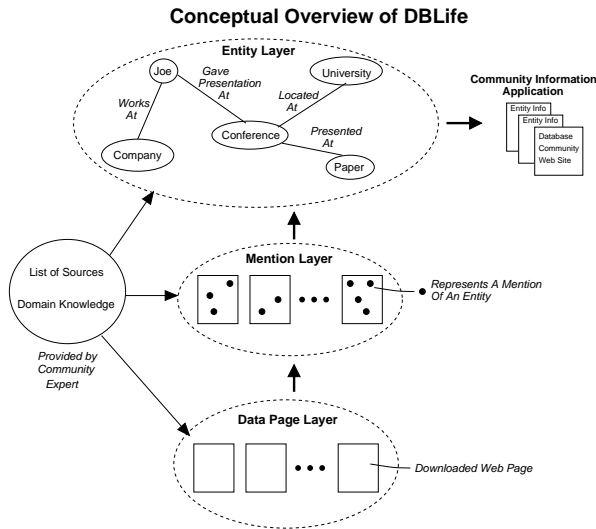 Conceptual Overview of DBLife
Entity Layer
Joe
Gave
Presentation
At
University
Works
At
Located
At
Conference
Presented
At
Company
Paper
Community Information
Application
Entity Info
Entity Info
Database
Community
Web Site
List of Sources
Domain Knowledge
Provided by
Community
Expert
Mention Layer
Represents A Mention
Of An Entity
Data Page Layer
Downloaded Web Page